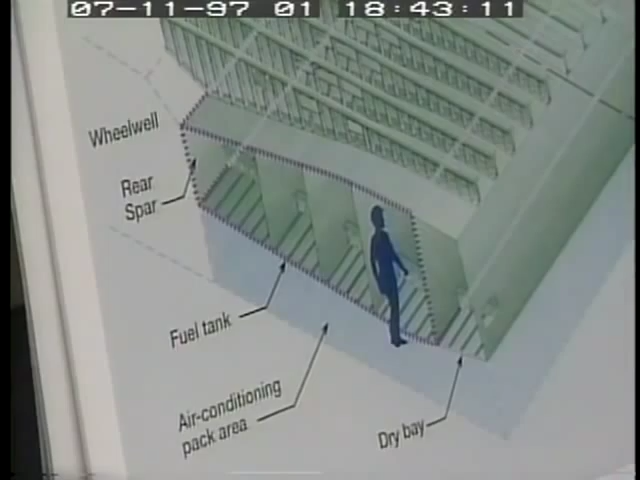 07-11-97 01 18:43:11
Wheelwell
Rear
Spar
Fuel tank
Air-conditioning
pack area
Dry bay